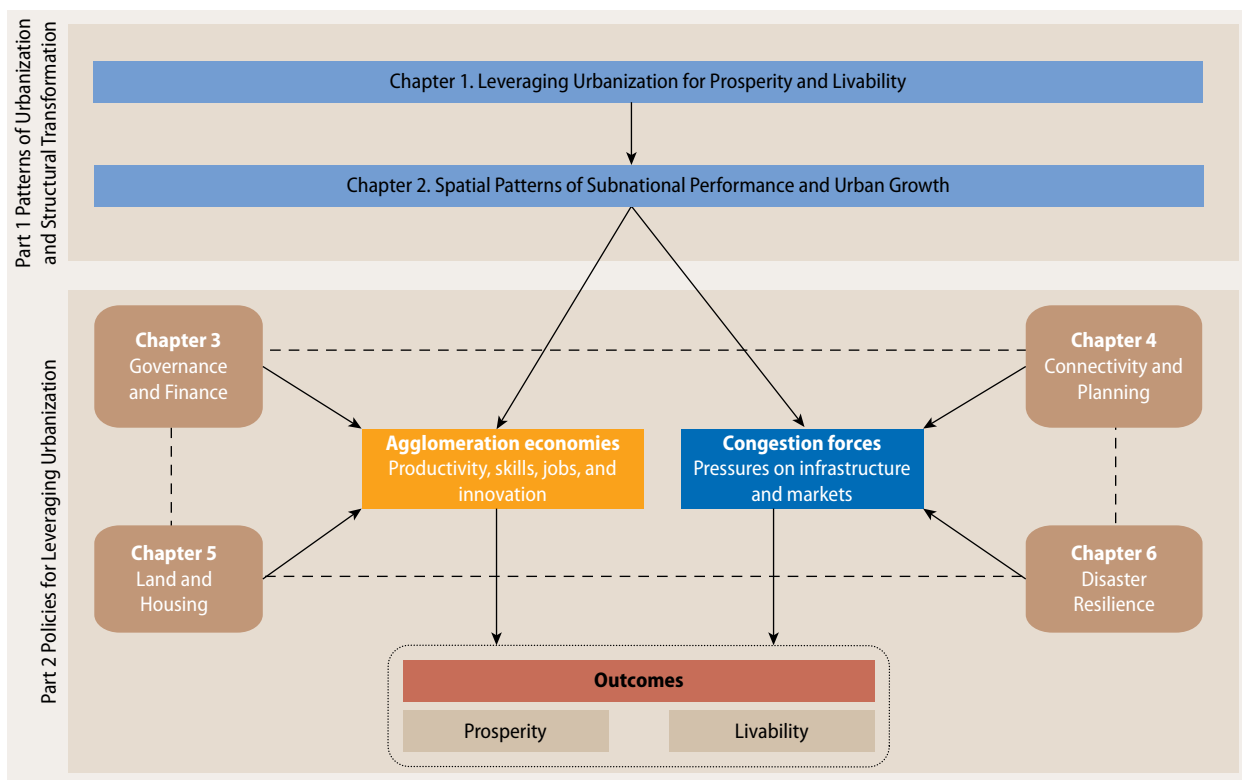 Part 1 Patterns of Urbanization
and Structural Transformation
Chapter 1. Leveraging Urbanization for Prosperity and Livability
Chapter 2. Spatial Patterns of Subnational Performance and Urban Growth
Part 2 Policies for Leveraging Urbanization
Chapter 3
Governance
and Finance
Chapter 4
Connectivity and
Planning
Agglomeration economies
Productivity, skills, jobs, and
innovation
Congestion forces
Pressures on infrastructure
and markets
Chapter 5
Land and
Housing
Chapter 6
Disaster
Resilience
Outcomes
Prosperity
Livability